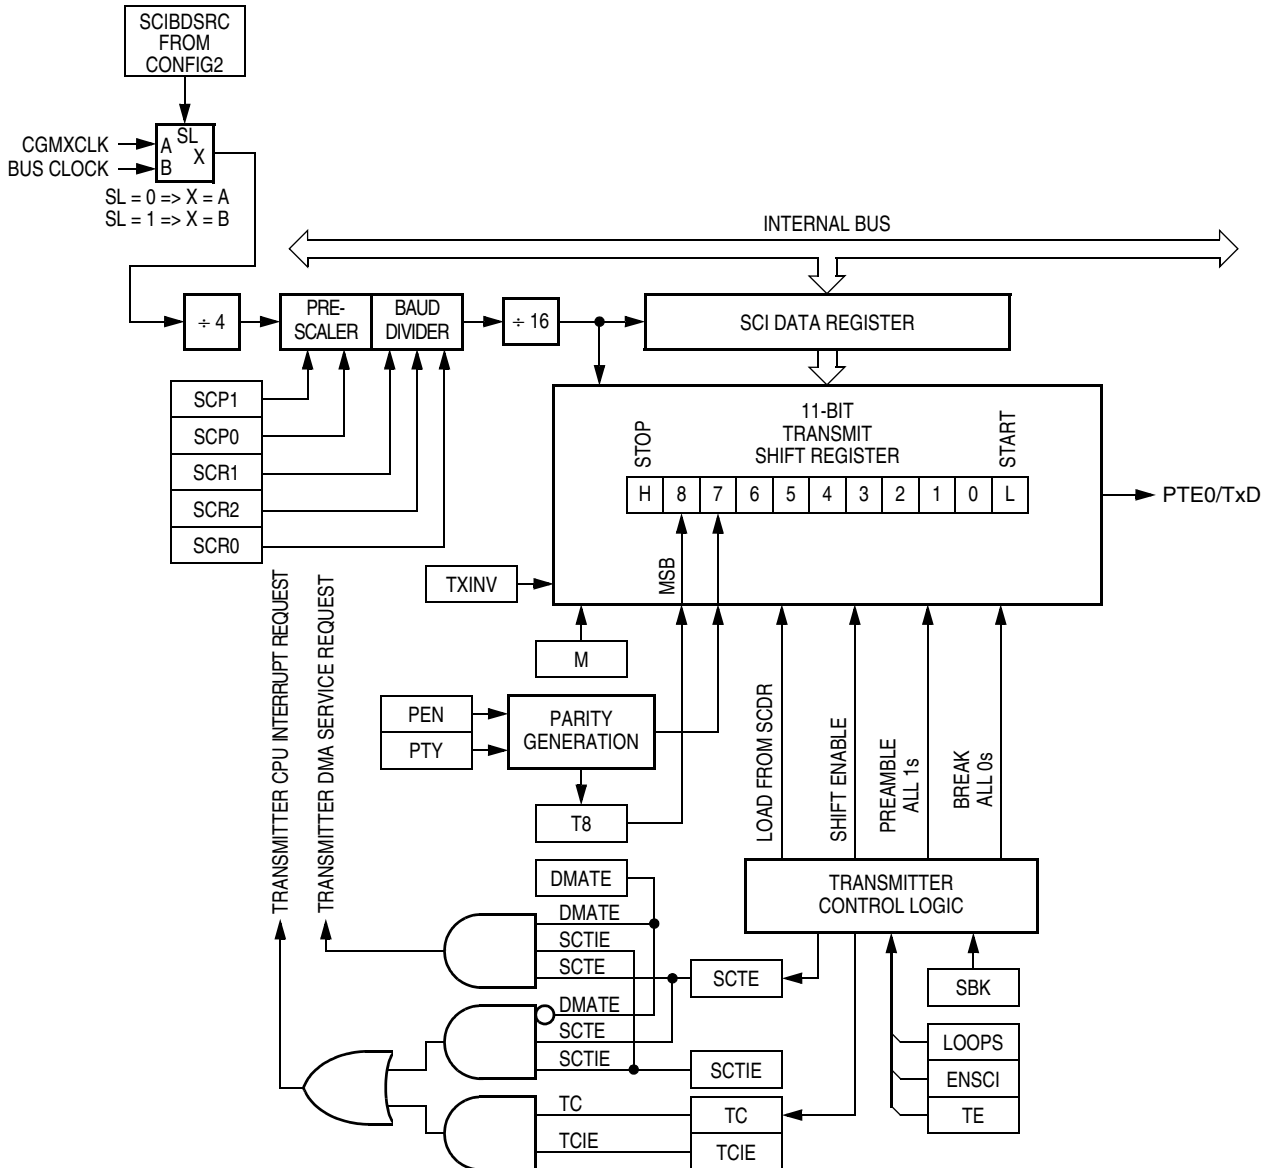 SCIBDSRC
FROM
CONFIG2
CGMXCLK
BUS CLOCK
A
B
SL
X
SL = 0 => X = A
SL = 1 => X = B
INTERNAL BUS
÷ 4
PRE-
SCALER
BAUD
DIVIDER
÷ 16
SCI DATA REGISTER
SCP1
SCP0
SCR1
SCR2
SCR0
11-BIT
TRANSMIT
SHIFT REGISTER
STOP
START
H 8 7 6 5 4 3 2 1 0 L
PTE0/TxD
MSB
TXINV
M
PEN
PTY
PARITY
GENERATION
T8
TRANSMITTER CPU INTERRUPT REQUEST
TRANSMITTER DMA SERVICE REQUEST
LOAD FROM SCDR
SHIFT ENABLE
PREAMBLE
ALL 1s
BREAK
ALL 0s
TRANSMITTER
CONTROL LOGIC
DMATE
DMATE
SCTIE
SCTE
SCTE
DMATE
SCTE
SCTIE
SCTIE
TC
TC
TCIE
TCIE
SBK
LOOPS
ENSCI
TE